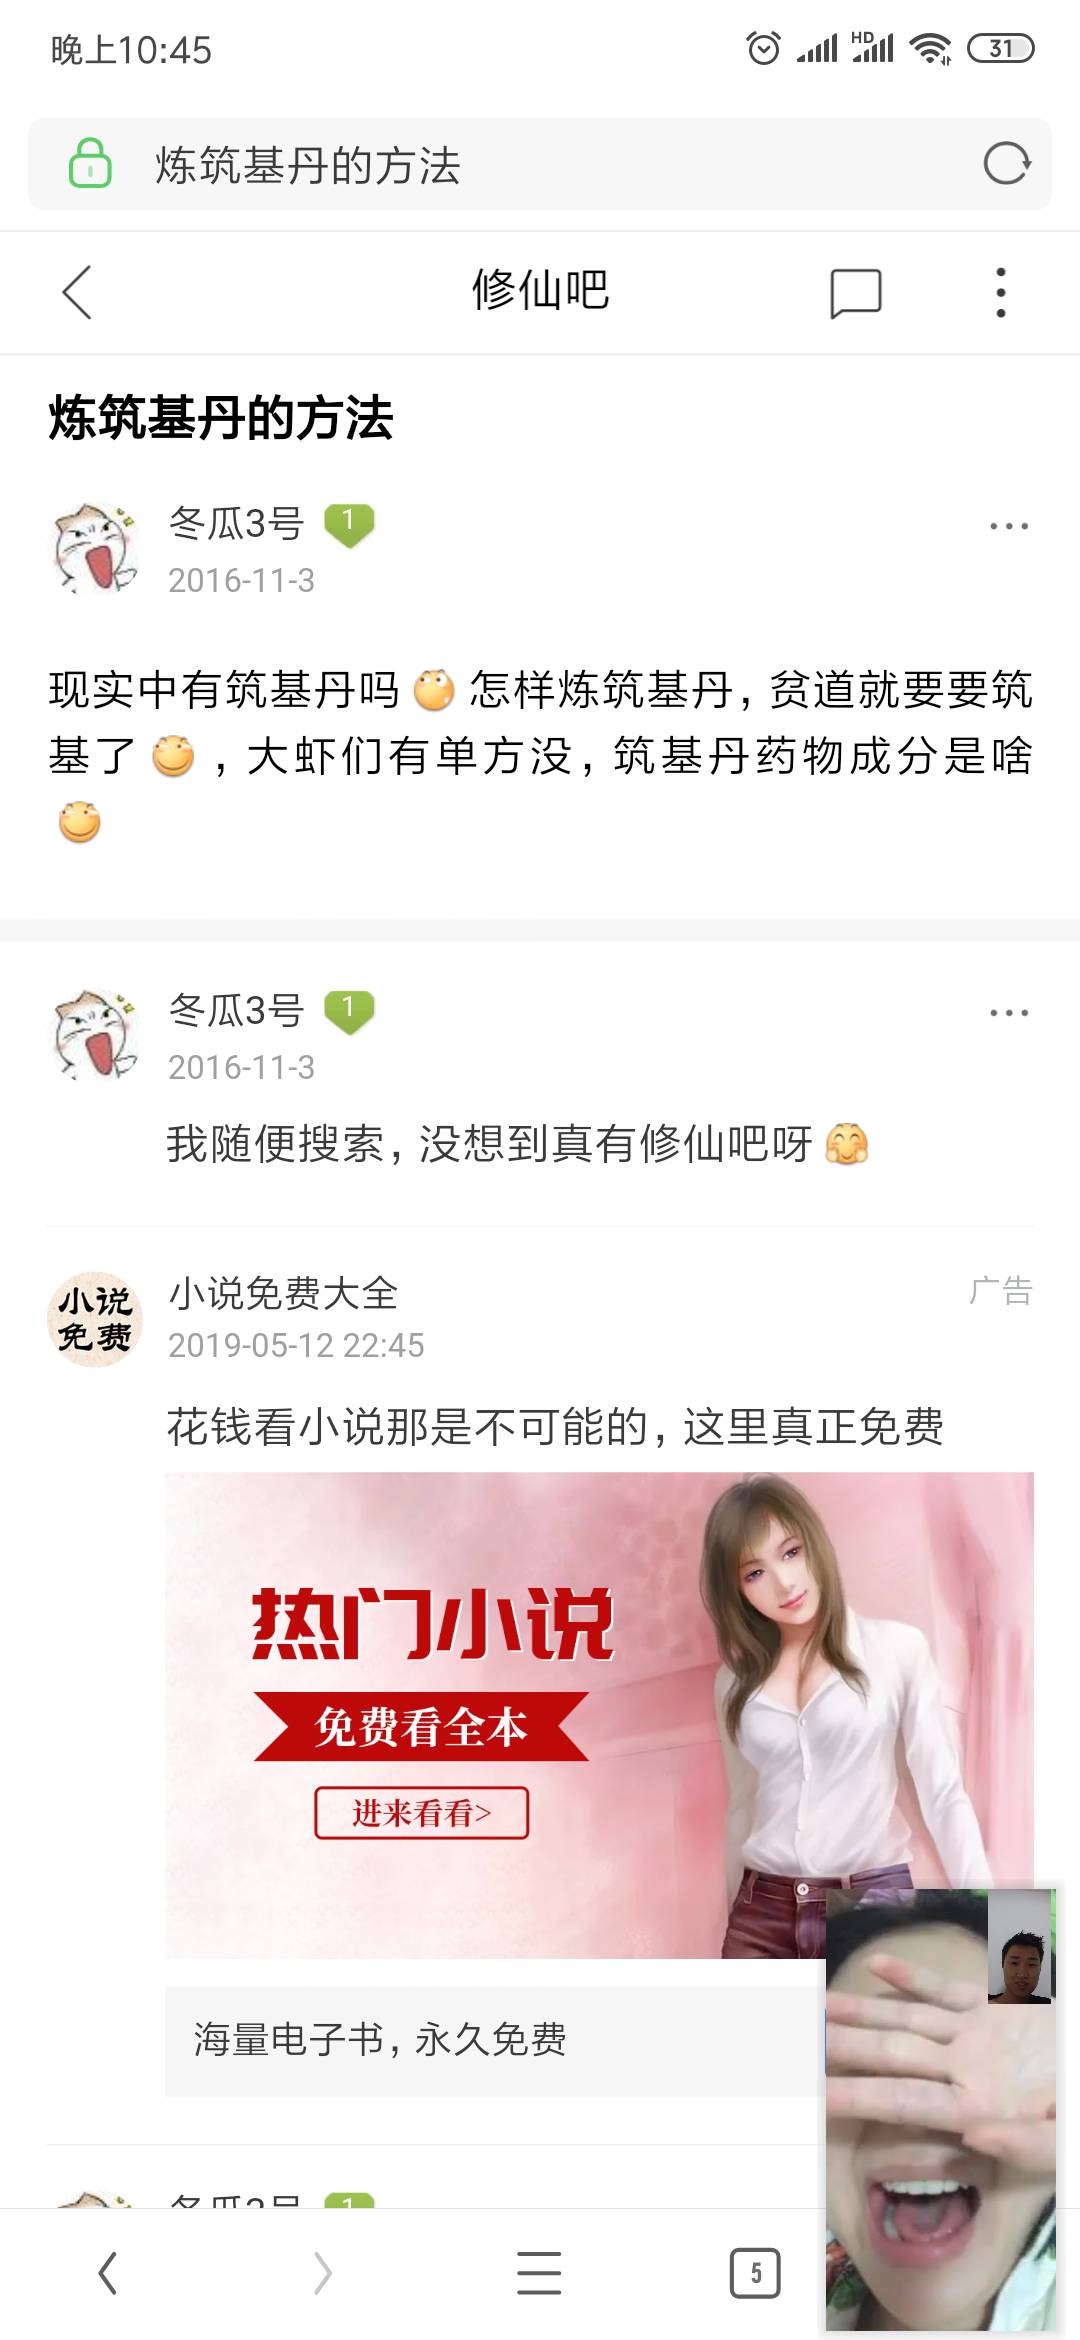 晚上10:45
HD
31
炼筑基丹的方法
修仙吧
炼筑基丹的方法
冬瓜3号 1
2016-11-3
现实中有筑基丹吗 怎样炼筑基丹, 贫道就要要筑
基了 , 大虾们有单方没, 筑基丹药物成分是啥
冬瓜3号 1
2016-11-3
我随便搜索, 没想到真有修仙吧呀
小说
免费
小说免费大全
广告
2019-05-12 22:45
花钱看小说那是不可能的, 这里真正免费
热门小说
免费看全本
进来看看>
海量电子书, 永久免费
冬瓜3号 1
5